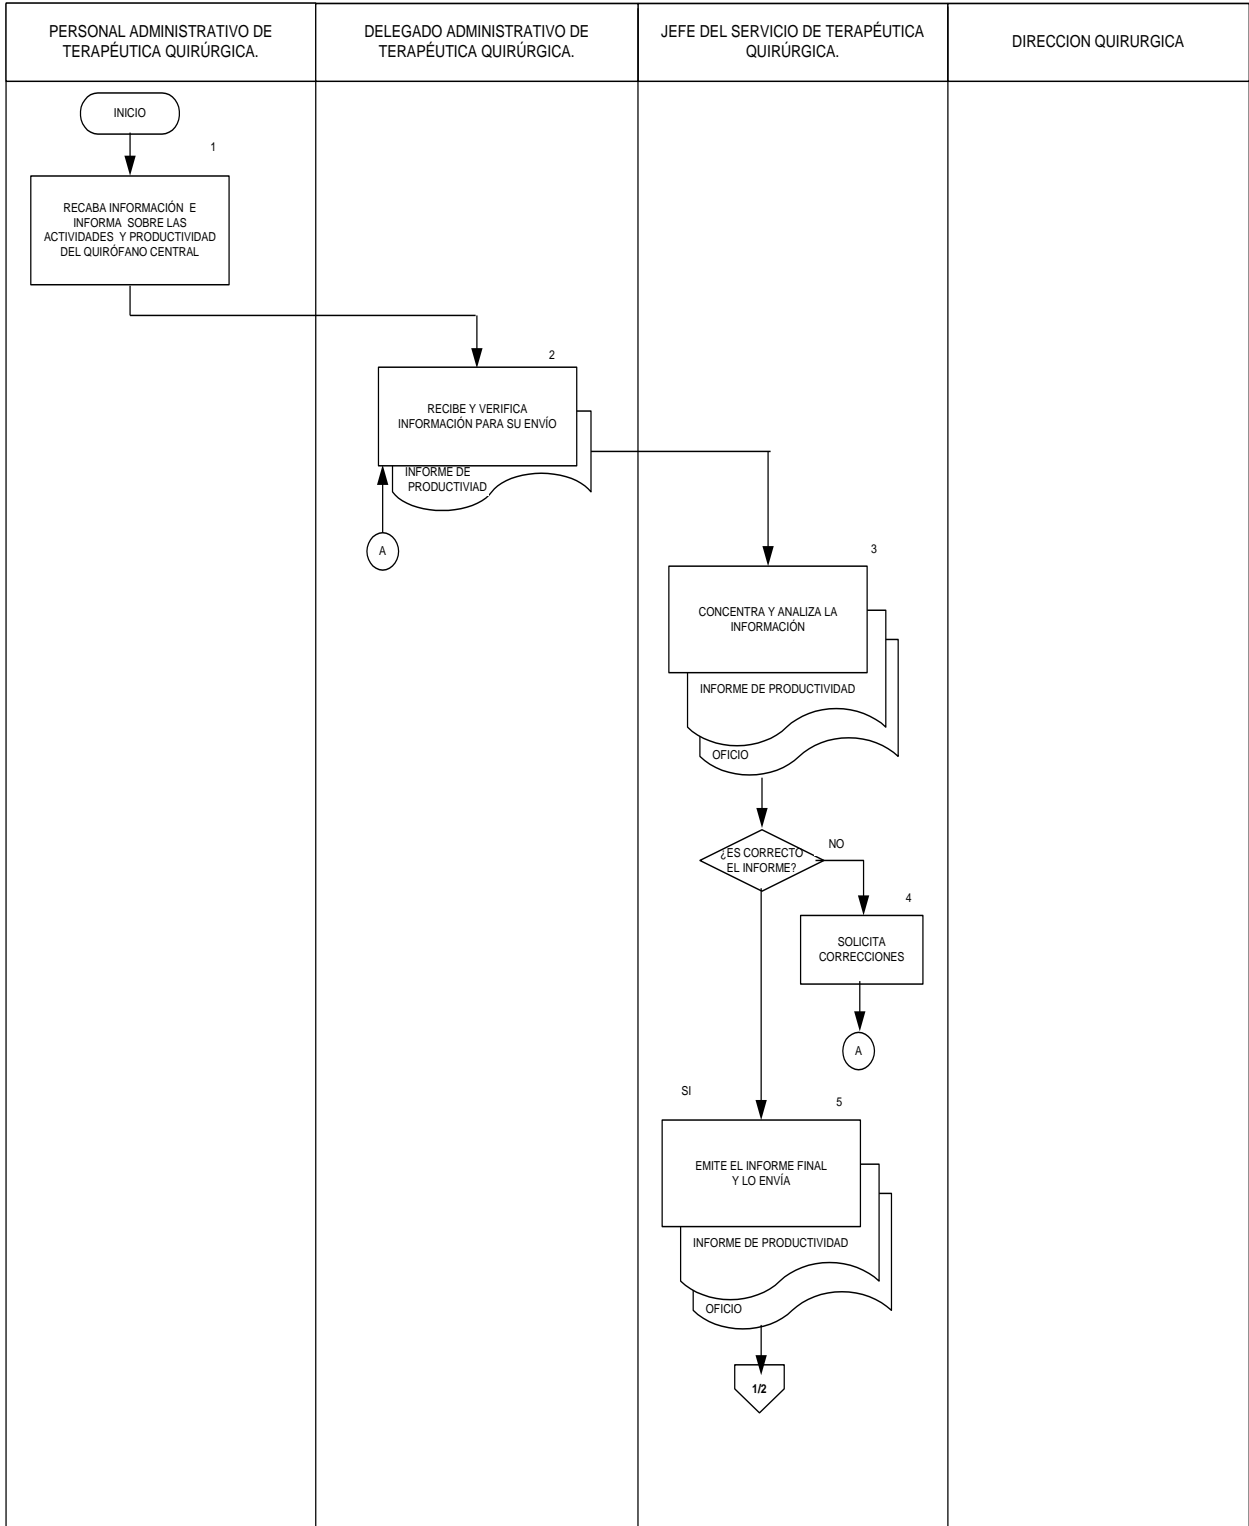 PERSONAL ADMINISTRATIVO DE
TERAPÉUTICA QUIRÚRGICA.
DELEGADO ADMINISTRATIVO DE
TERAPÉUTICA QUIRÚRGICA.
JEFE DEL SERVICIO DE TERAPÉUTICA
QUIRÚRGICA.
DIRECCION QUIRURGICA
INICIO
1
RECABA INFORMACIÓN E
INFORMA SOBRE LAS
ACTIVIDADES Y PRODUCTIVIDAD
DEL QUIRÓFANO CENTRAL
2
RECIBE Y VERIFICA
INFORMACIÓN PARA SU ENVÍO
INFORME DE
PRODUCTIVIAD
A
3
CONCENTRA Y ANALIZA LA
INFORMACIÓN
INFORME DE PRODUCTIVIDAD
OFICIO
¿ES CORRECTO
EL INFORME?
NO
4
SOLICITA
CORRECCIONES
A
SI
5
EMITE EL INFORME FINAL
Y LO ENVÍA
INFORME DE PRODUCTIVIDAD
OFICIO
1/2